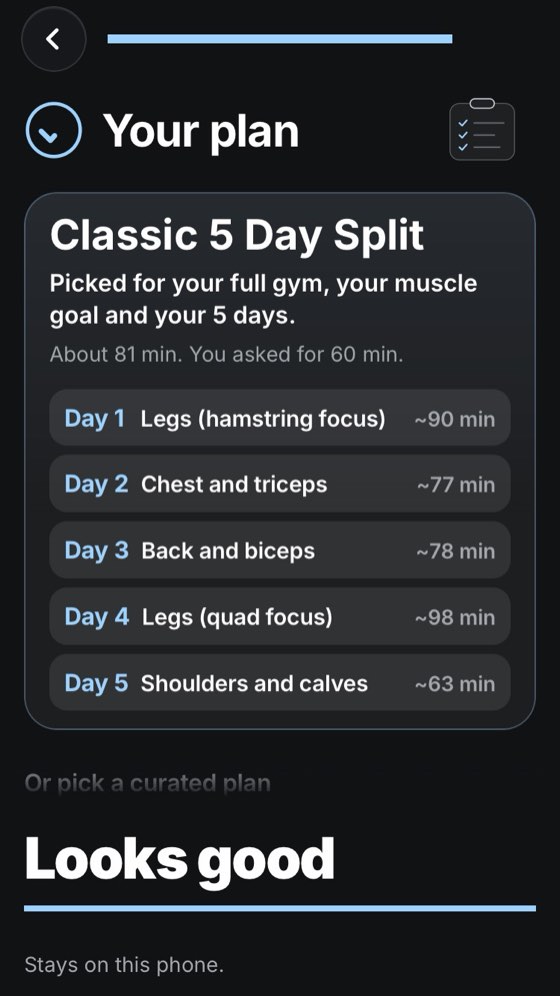 Your plan
Classic 5 Day Split
Picked for your full gym, your muscle
goal and your 5 days.
About 81 min. You asked for 60 min.
Day 1 Legs (hamstring focus) ~90 min
Day 2 Chest and triceps ~77 min
Day 3 Back and biceps ~78 min
Day 4 Legs (quad focus) ~98 min
Day 5 Shoulders and calves ~63 min
Or pick a curated plan
Looks good
Stays on this phone.